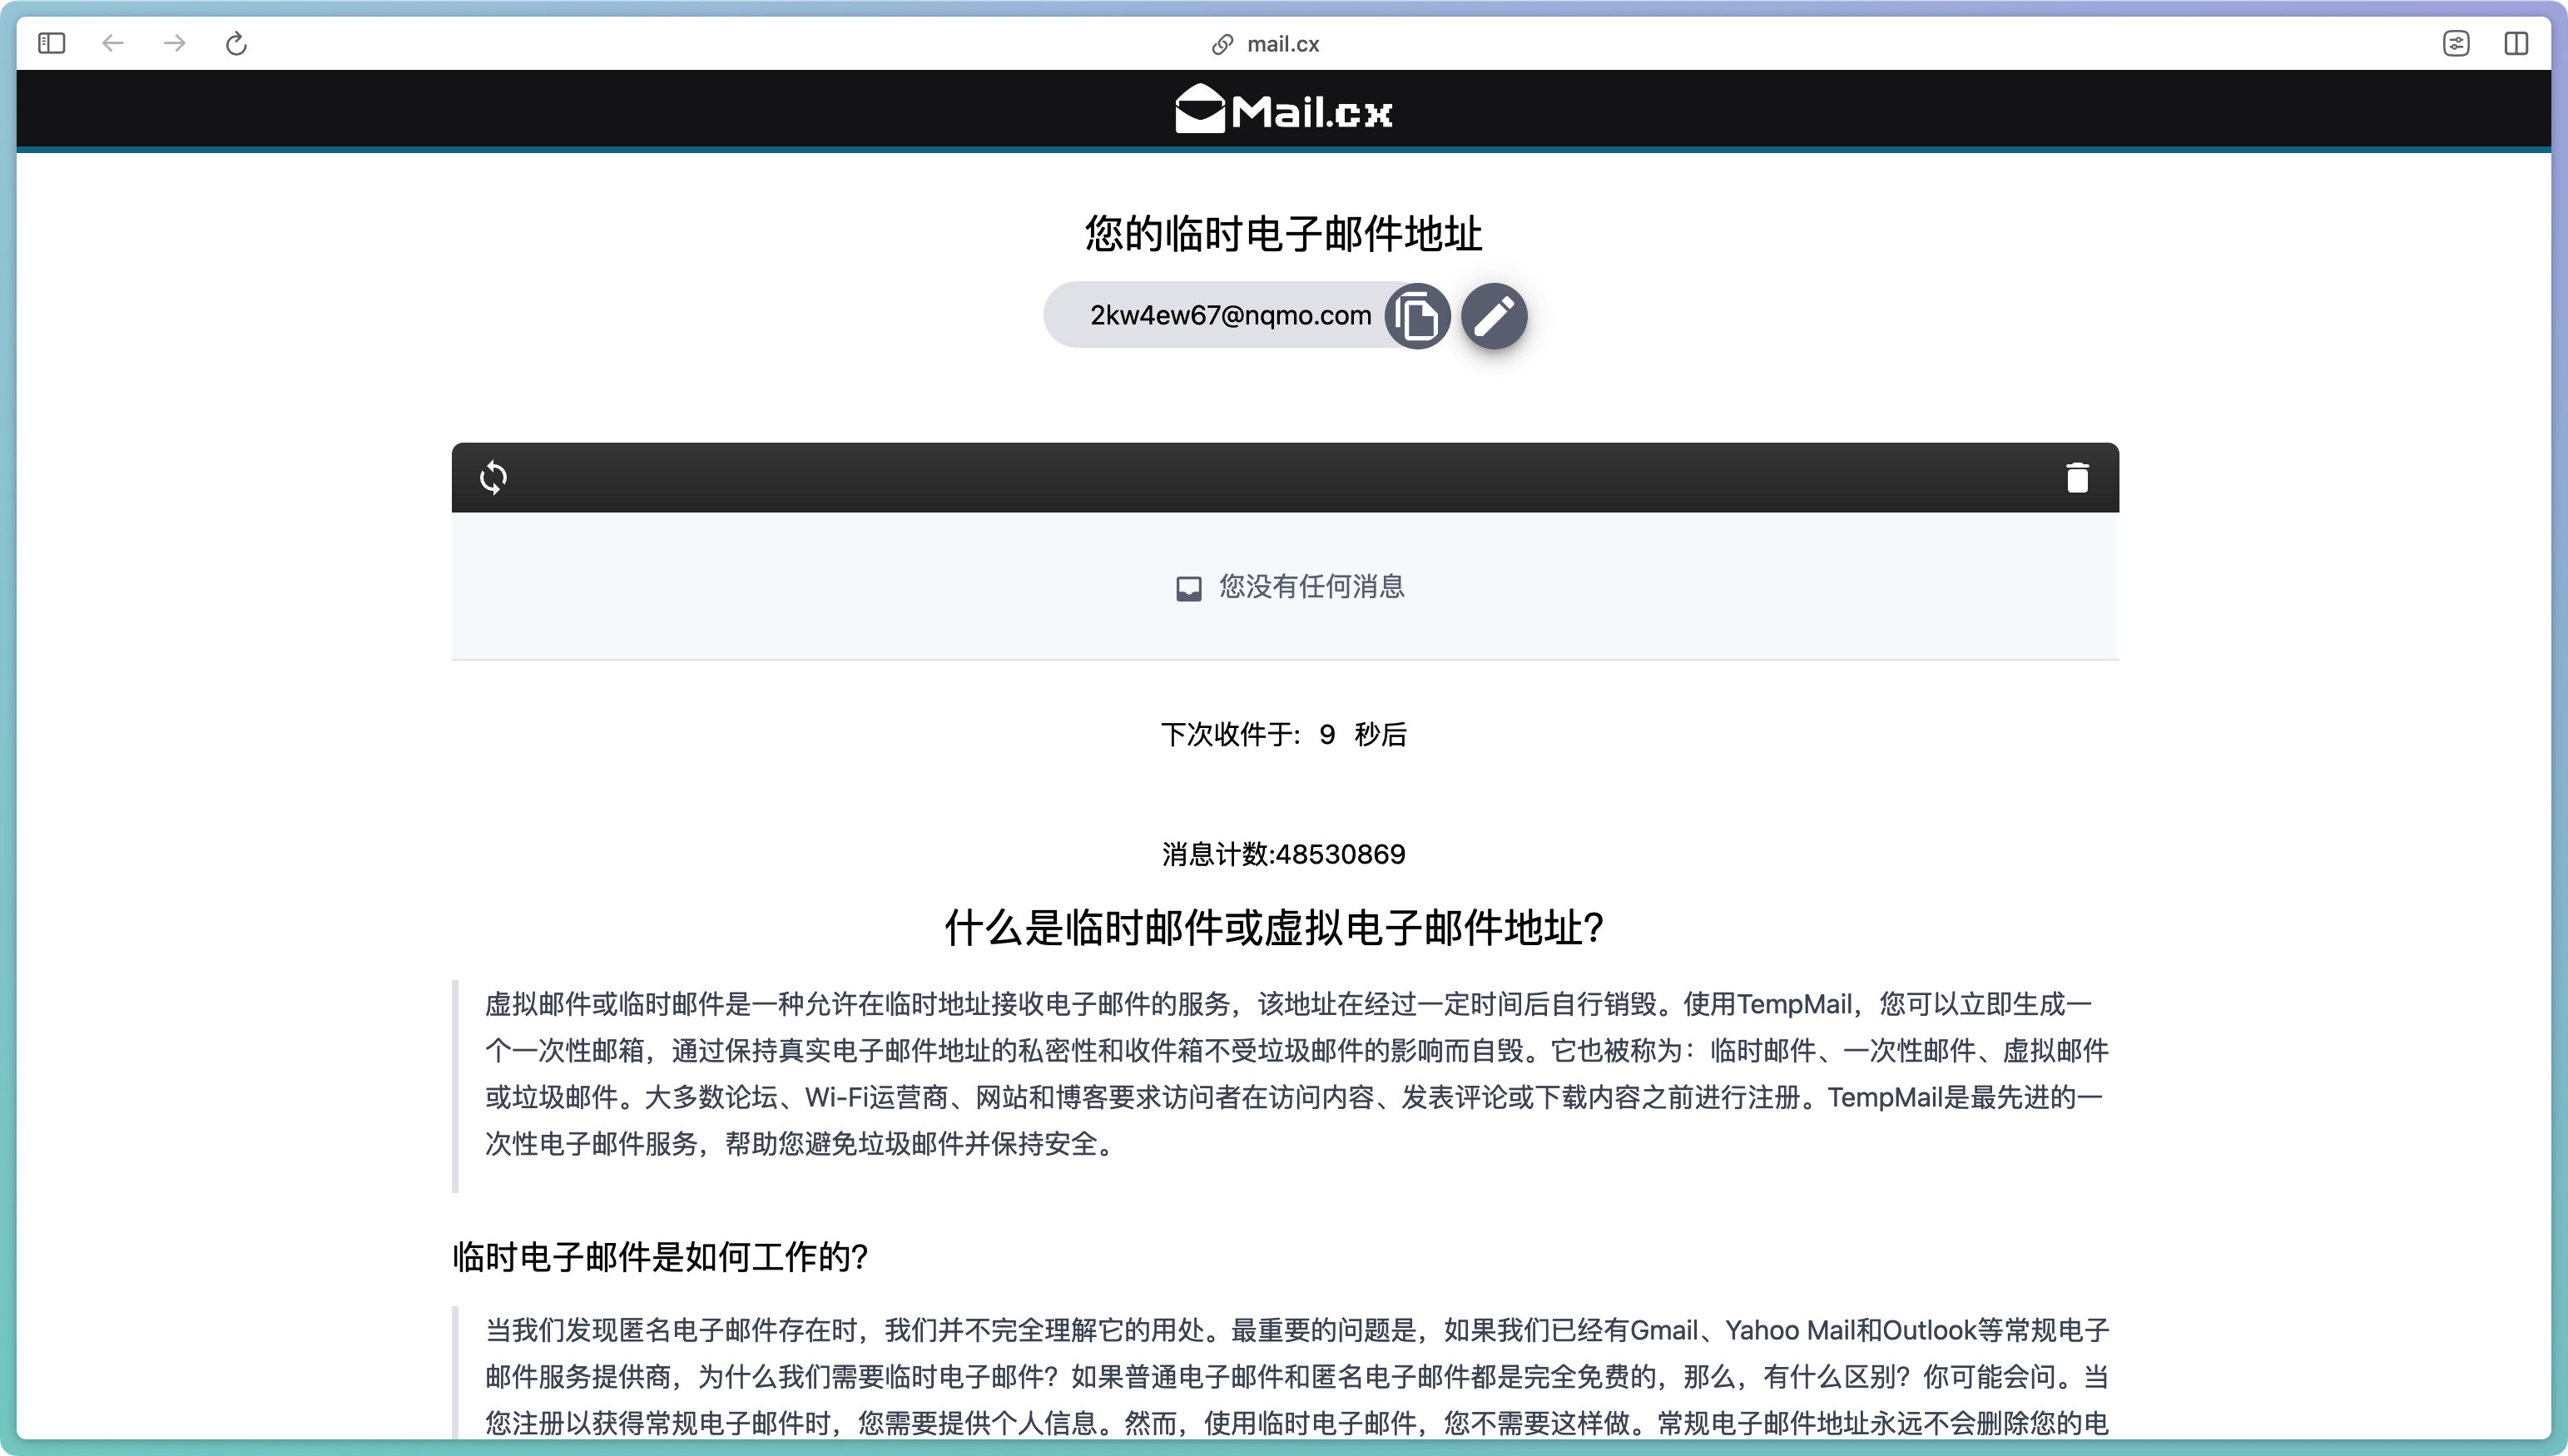 mail.cx
Mail.cx
您的临时电子邮件地址
2kw4ew67@nqmo.com
您没有任何消息
下次收件于: 9 秒后
消息计数:48530869
什么是临时邮件或虚拟电子邮件地址?
虚拟邮件或临时邮件是一种允许在临时地址接收电子邮件的服务，该地址在经过一定时间后自行销毁。使用TempMail，您可以立即生成一
个一次性邮箱，通过保持真实电子邮件地址的私密性和收件箱不受垃圾邮件的影响而自毁。它也被称为：临时邮件、一次性邮件、虚拟邮件
或垃圾邮件。大多数论坛、Wi-Fi运营商、网站和博客要求访问者在访问内容、发表评论或下载内容之前进行注册。TempMail是最先进的一
次性电子邮件服务，帮助您避免垃圾邮件并保持安全。
临时电子邮件是如何工作的?
当我们发现匿名电子邮件存在时，我们并不完全理解它的用处。最重要的问题是，如果我们已经有Gmail、Yahoo Mail和Outlook等常规电子
邮件服务提供商，为什么我们需要临时电子邮件？如果普通电子邮件和匿名电子邮件都是完全免费的，那么，有什么区别？你可能会问。当
您注册以获得常规电子邮件时，您需要提供个人信息。然而，使用临时电子邮件，您不需要这样做。常规电子邮件地址永远不会删除您的电